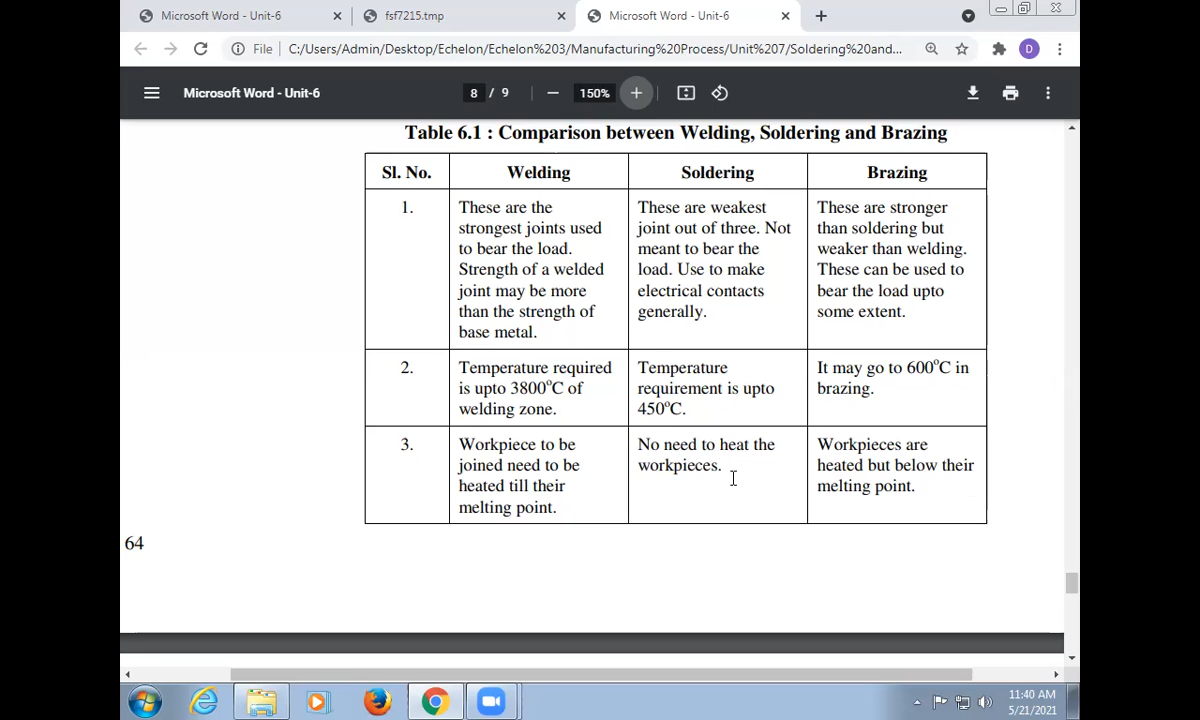 Microsoft Word - Unit-6
fsf7215.tmp
Microsoft Word - Unit-6
File
C:/Users/Admin/Desktop/Echelon/Echelon%203/Manufacturing%20Process/Unit%207/Soldering%20and...
D
Microsoft Word - Unit-6
8 / 9
150%
Table 6.1 : Comparison between Welding, Soldering and Brazing
Sl. No.
Welding
Soldering
Brazing
1.
These are the
strongest joints used
to bear the load.
Strength of a welded
joint may be more
than the strength of
base metal.
These are weakest
joint out of three. Not
meant to bear the
load. Use to make
electrical contacts
generally.
These are stronger
than soldering but
weaker than welding.
These can be used to
bear the load upto
some extent.
2.
Temperature required
is upto 3800°C of
welding zone.
Temperature
requirement is upto
450°C.
It may go to 600°C in
brazing.
3.
Workpiece to be
joined need to be
heated till their
melting point.
No need to heat the
workpieces.
Workpieces are
heated but below their
melting point.
64
11:40 AM
5/21/2021